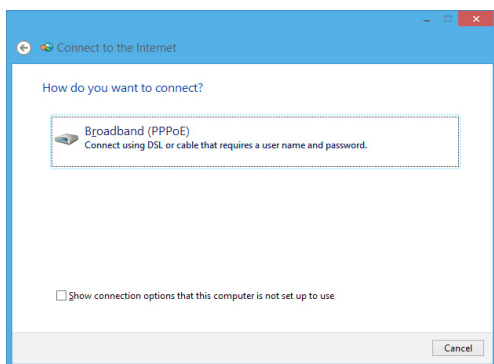 Connect to the Internet
How do you want to connect?
Broadband (PPPoE)
Connect using DSL or cable that requires a user name and password.
Show connection options that this computer is not set up to use
Cancel